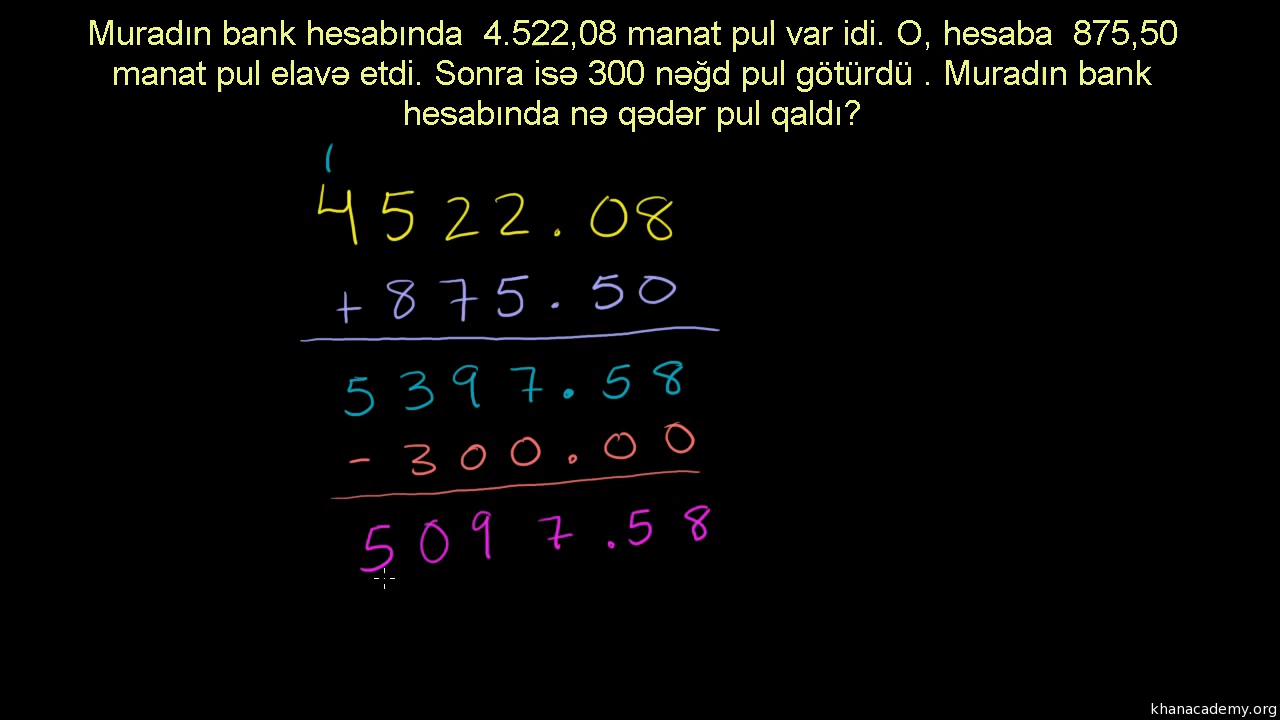 Muradın bank hesabında 4.522,08 manat pul var idi. O, hesaba 875,50
manat pul elavə etdi. Sonra isə 300 nəğd pul götürdü . Muradın bank
hesabında nə qədər pul qaldı?
1
4522.08
+875.50
5397.58
-300.00
5097.58
khanacademy.org